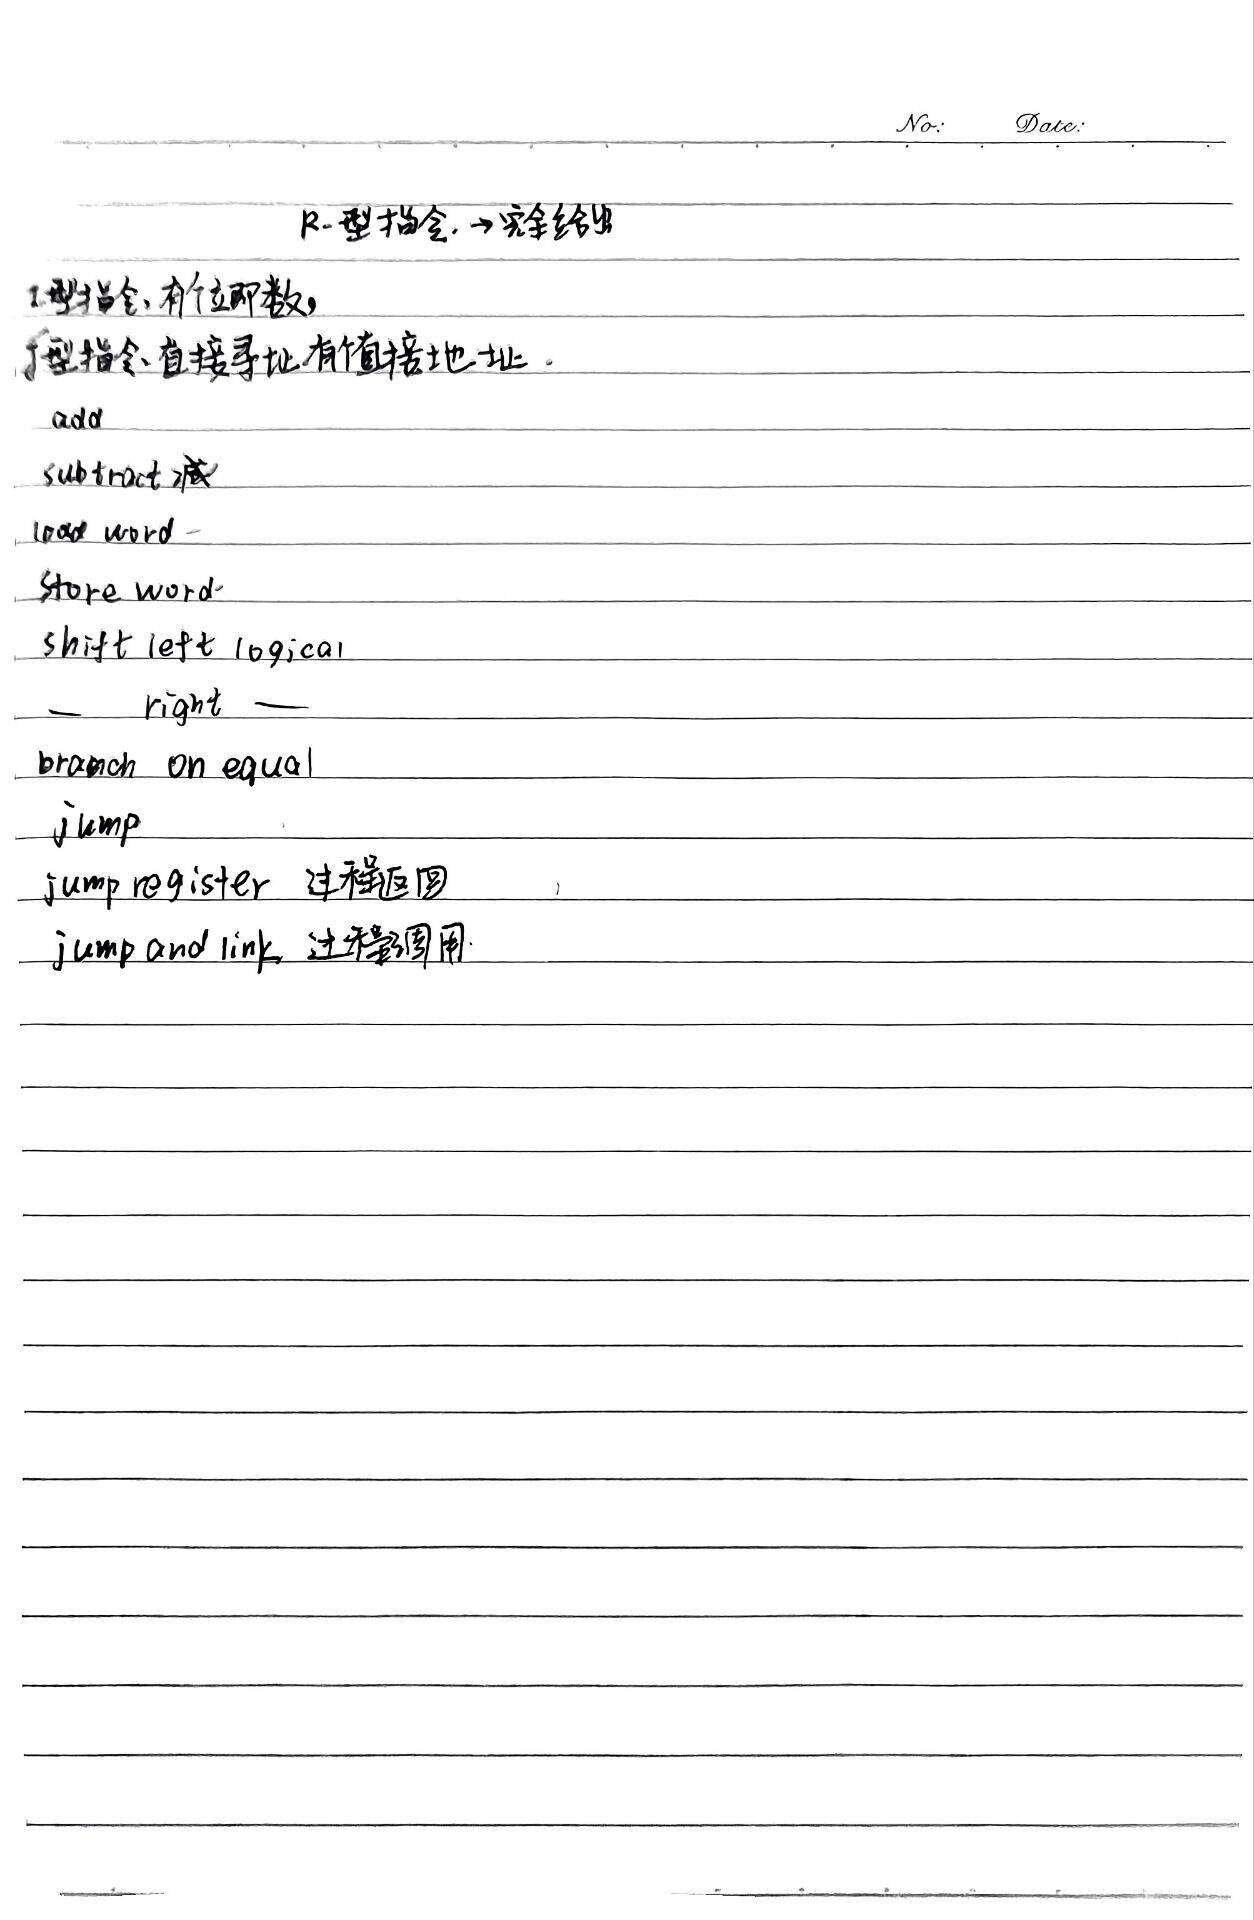 No: Date:
R-型指令.→完全给出
I型指令、有个立即数,
J型指令、直接寻址 有个直接地址.
add
subtract 减
load word -
store word-
shift left logical
— right —
branch on equal
jump
jump register 过程返回
jump and link 过程调用.